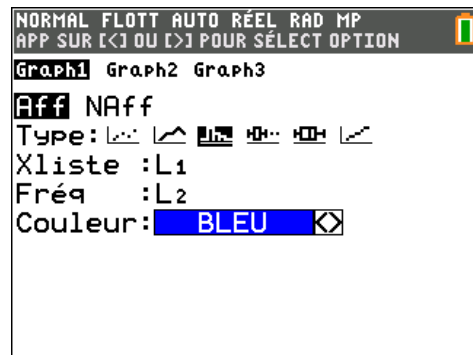 NORMAL FLOTT AUTO RÉEL RAD MP
APP SUR [<] OU [>] POUR SÉLECT OPTION
Graph1 Graph2 Graph3
Aff NAff
Type:
Xliste :L1
Fréq :L2
Couleur: BLEU <>